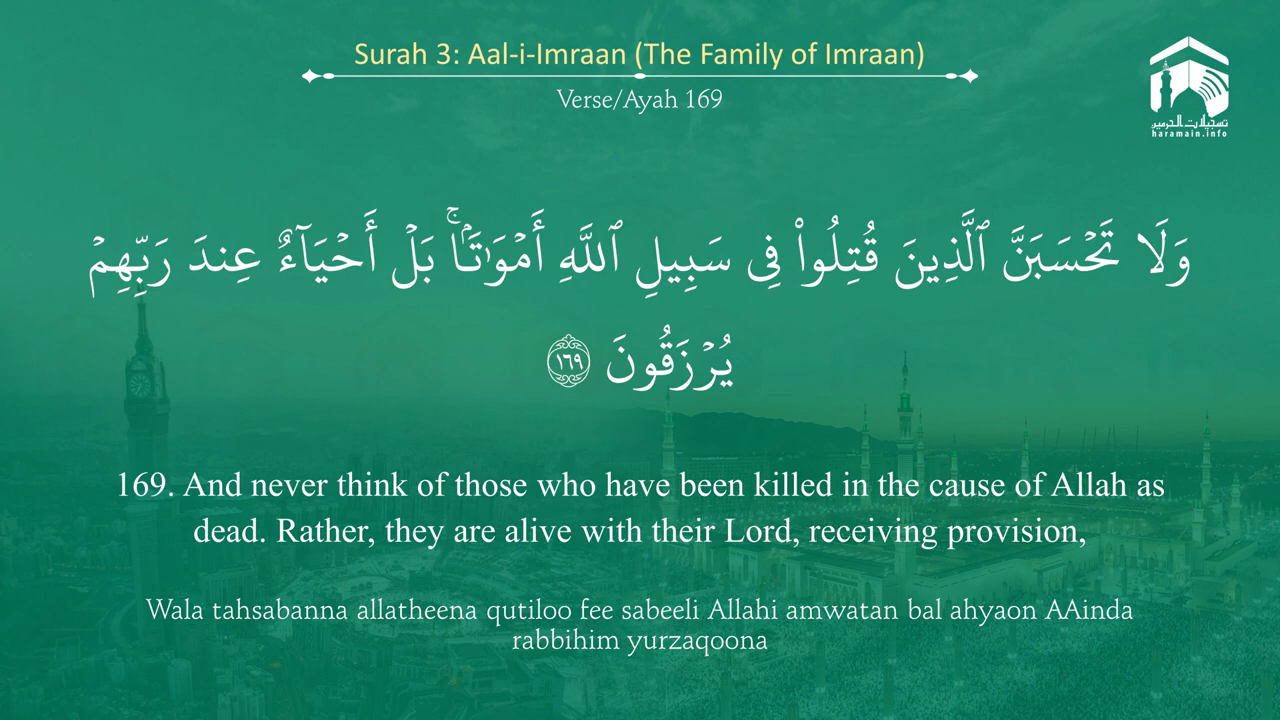 Surah 3: Aal-i-Imraan (The Family of Imraan)
Verse/Ayah 169
تسجيلات الحرمين
haramain.info
وَلَا تَحْسَبَنَّ ٱلَّذِينَ قُتِلُوا۟ فِى سَبِيلِ ٱللَّهِ أَمْوَٰتًۢا ۚ بَلْ أَحْيَآءٌ عِندَ رَبِّهِمْ
يُرْزَقُونَ ١٦٩
169. And never think of those who have been killed in the cause of Allah as
dead. Rather, they are alive with their Lord, receiving provision,
Wala tahsabanna allatheena qutiloo fee sabeeli Allahi amwatan bal ahyaon AAinda
rabbihim yurzaqoona